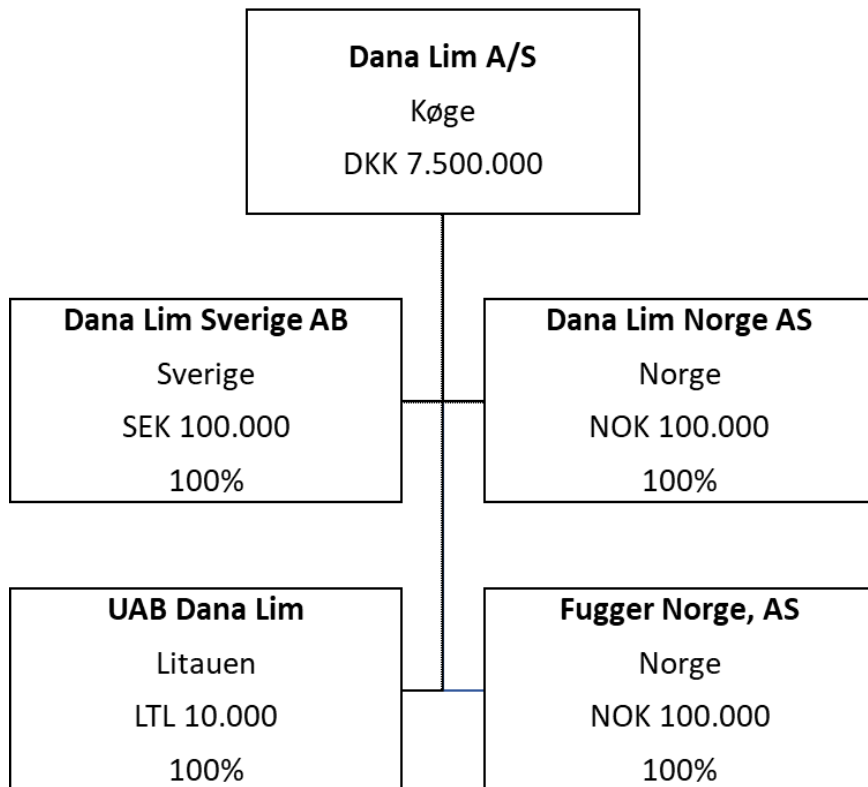 Dana Lim A/S
Køge
DKK 7.500.000
Dana Lim Sverige AB
Sverige
SEK 100.000
100%
Dana Lim Norge AS
Norge
NOK 100.000
100%
UAB Dana Lim
Litauen
LTL 10.000
100%
Fugger Norge, AS
Norge
NOK 100.000
100%